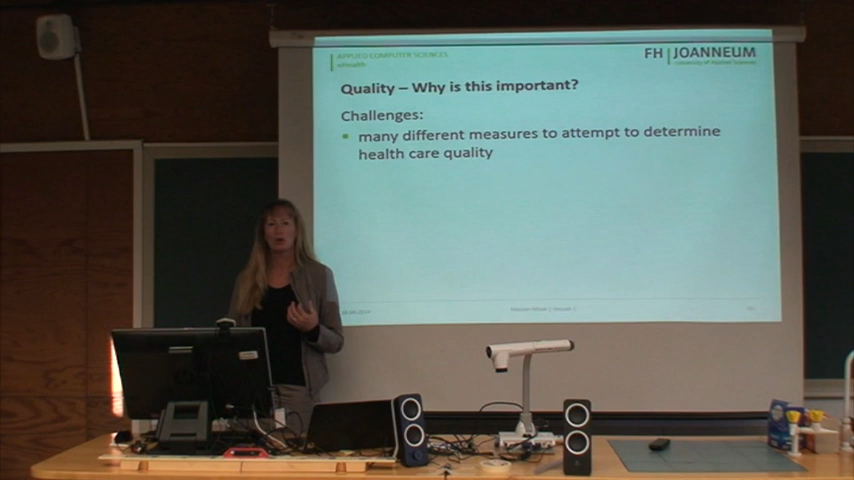 APPLIED COMPUTER SCIENCES
eHealth
FH | JOANNEUM
University of Applied Sciences
Quality – Why is this important?
Challenges:
many different measures to attempt to determine
health care quality